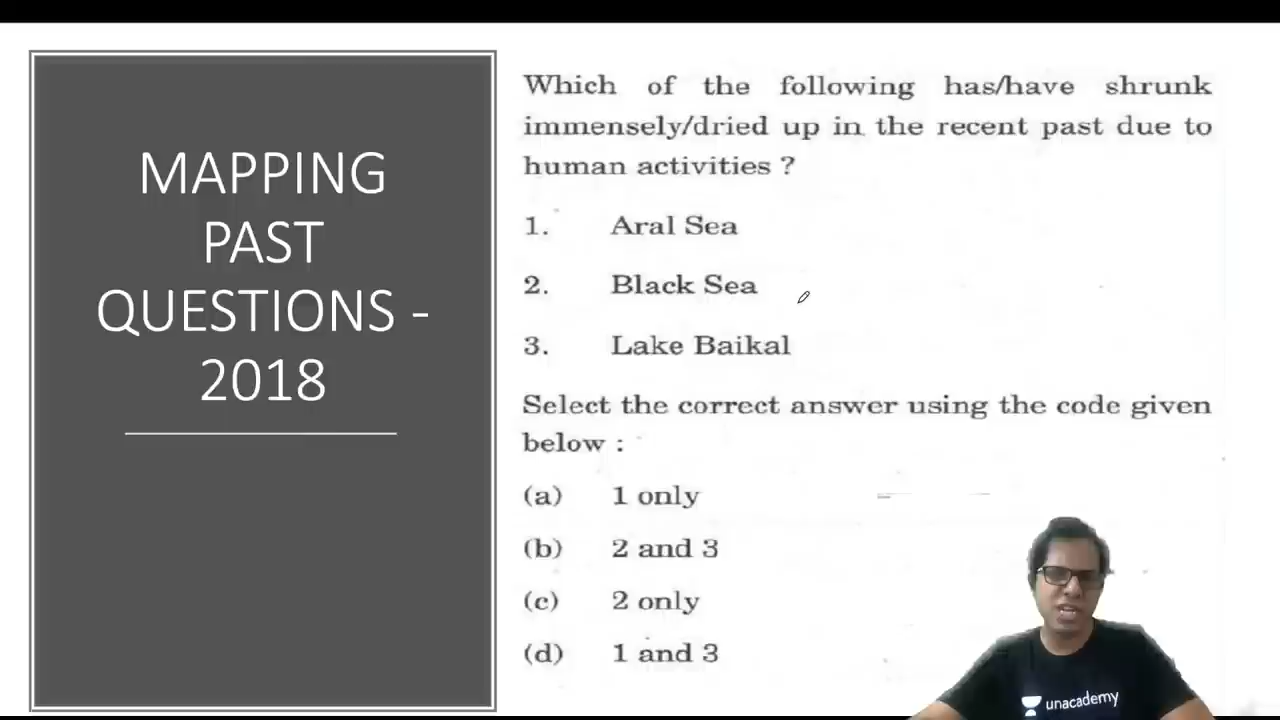 MAPPING
PAST
QUESTIONS -
2018
Which of the following has/have shrunk
immensely/dried up in the recent past due to
human activities ?
1. Aral Sea
2. Black Sea
3. Lake Baikal
Select the correct answer using the code given
below :
(a) 1 only
(b) 2 and 3
(c) 2 only
(d) 1 and 3
unacademy